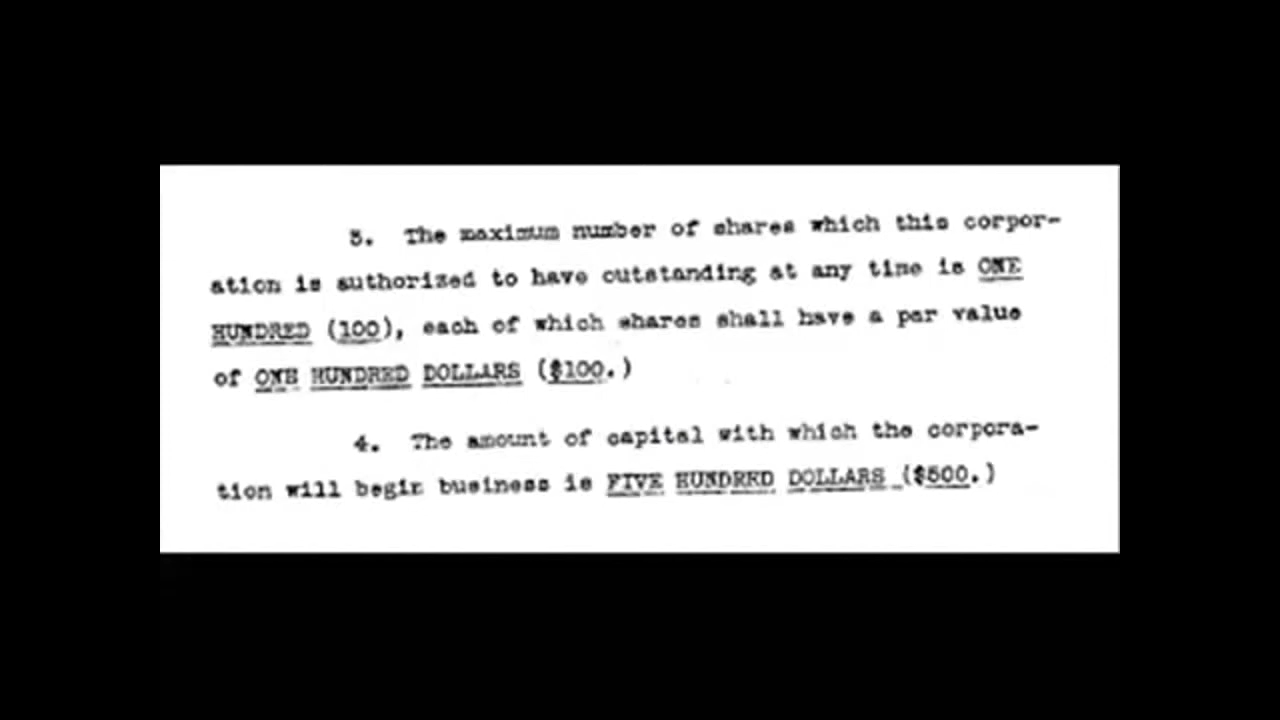 3. The maximum number of shares which this corpor-
ation is authorized to have outstanding at any time is ONE
HUNDRED (100), each of which shares shall have a par value
of ONE HUNDRED DOLLARS ($100.)
4. The amount of capital with which the corpora-
tion will begin business is FIVE HUNDRED DOLLARS ($500.)